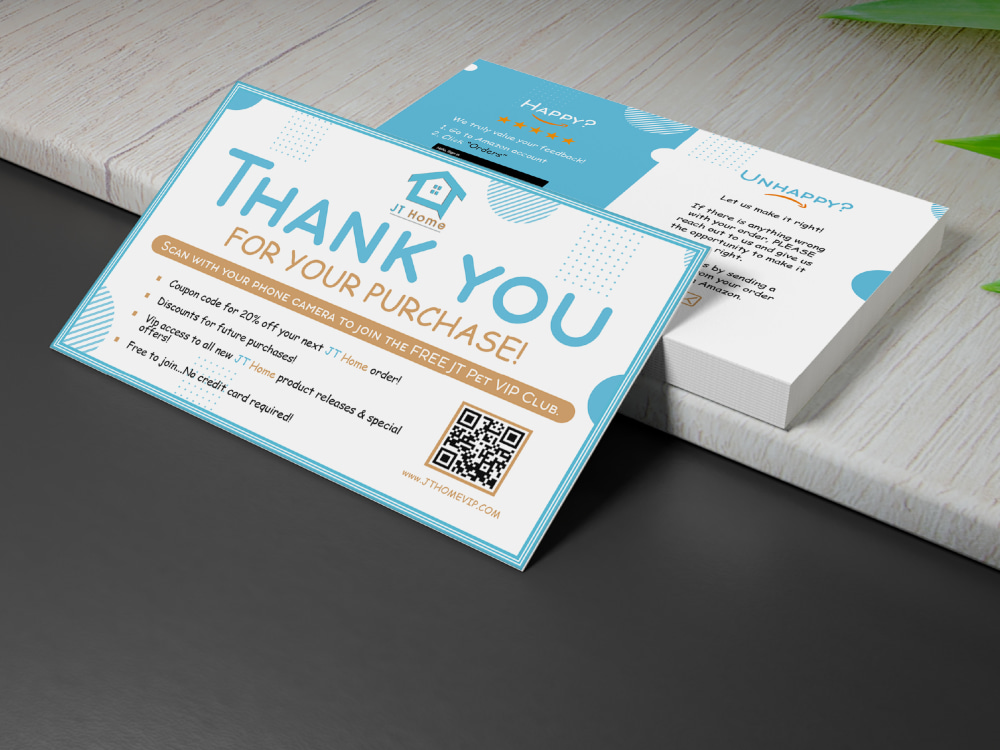 THANK YOU
JT Home
FOR YOUR PURCHASE!
SCAN WITH YOUR PHONE CAMERA TO JOIN THE FREE JT PET VIP CLUB.
Coupon code for 20% off your next JT Home order!
Discounts for future purchases!
Vip access to all new JT Home product releases & special
offers!
Free to join...No credit card required!
www.JTHOMEVIP.COM
HAPPY?
We truly value your feedback!
1. Go to Amazon account
2. Click "Orders"
UNHAPPY?
Let us make it right!
If there is anything wrong
with your order. PLEASE
reach out to us and give us
the opportunity to make it
right.
by sending a
from your order
Amazon.